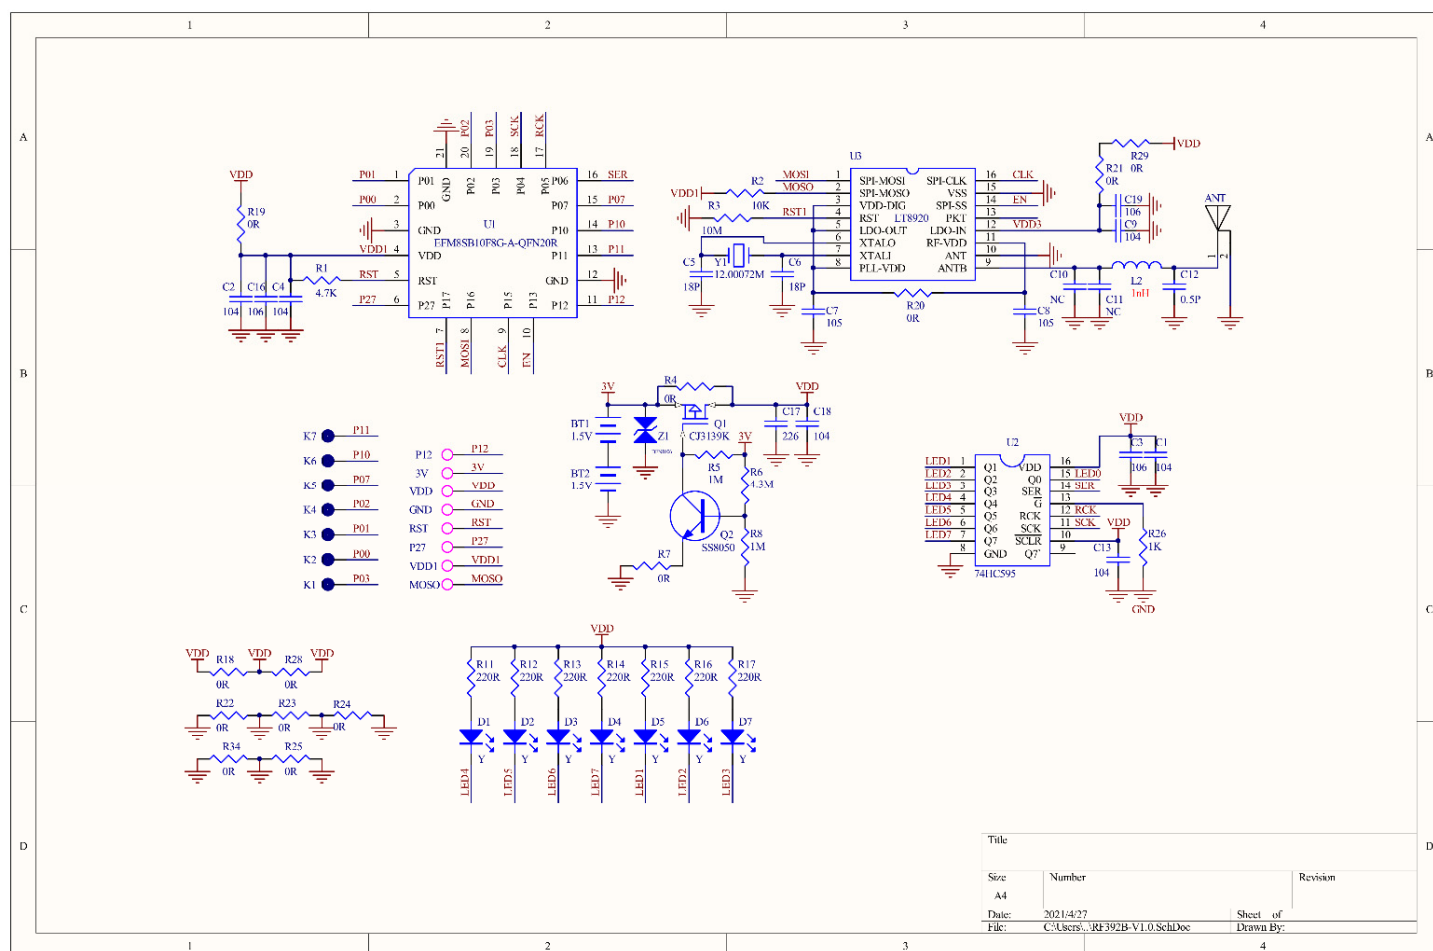 1 2 3 4
A A
B B
C C
D D
1 2 3 4
VDD
R19
0R
VDD1
C2 C16 C4
104 106 104
R1
4.7K
RST
P01 1 P01
P00 2 P00
3 GND
4 VDD
5 RST
P27 6 P27
21 GND
P02 20 P02
P03 19 P03
SCK 18 P04
RCK 17 P05
U1
EFM8SB10F8G-A-QFN20R
P06 16 SER
P07 15 P07
P10 14 P10
P11 13 P11
GND 12
P12 11 P12
P17 7 RST1
P16 8 MOSI
P15 9 CLK
P13 10 EN
U3
LT8920
MOSI 1 SPI-MOSI
MOSO 2 SPI-MOSO
3 VDD-DIG
RST1 4 RST
5 LDO-OUT
6 XTALO
7 XTALI
8 PLL-VDD
SPI-CLK 16 CLK
VSS 15
SPI-SS 14 EN
PKT 13
LDO-IN 12 VDD3
RF-VDD 11
ANT 10
ANTB 9
VDD1
R2
10K
R3
10M
C5
18P
Y1
12.00072M
C6
18P
C7
105
R20
0R
C8
105
R21
0R
R29
0R
VDD
C19
106
C9
104
ANT
1 2
C10
NC
C11
NC
L2
1nH
C12
0.5P
3V
R4
0R
BT1
1.5V
BT2
1.5V
Z1
Q1
CJ3139K
VDD
C17
226
C18
104
3V
R5
1M
R6
4.3M
Q2
SS8050
R7
0R
R8
1M
K7 P11
K6 P10
K5 P07
K4 P02
K3 P01
K2 P00
K1 P03
P12 P12
3V 3V
VDD VDD
GND GND
RST RST
P27 P27
VDD1 VDD1
MOSO MOSO
U2
74HC595
LED1 1 Q1
LED2 2 Q2
LED3 3 Q3
LED4 4 Q4
LED5 5 Q5
LED6 6 Q6
LED7 7 Q7
8 GND
VDD 16
Q0 15 LED0
SER 14 SER
G 13
RCK 12 RCK
SCK 11 SCK
SCLR 10
Q7' 9
VDD
C3 C1
106 104
VDD
C13
104
R26
1K
GND
VDD R18 VDD R28 VDD
0R 0R
R22 R23 R24
0R 0R 0R
R34 R25
0R 0R
VDD
R11 R12 R13 R14 R15 R16 R17
220R 220R 220R 220R 220R 220R 220R
D1 D2 D3 D4 D5 D6 D7
Y Y Y Y Y Y Y
LED4 LED5 LED6 LED7 LED1 LED2 LED3
Title
Size Number Revision
A4
Date: 2021/4/27 Sheet of
File: C:\Users\..\RF392B-V1.0.SchDoc Drawn By: